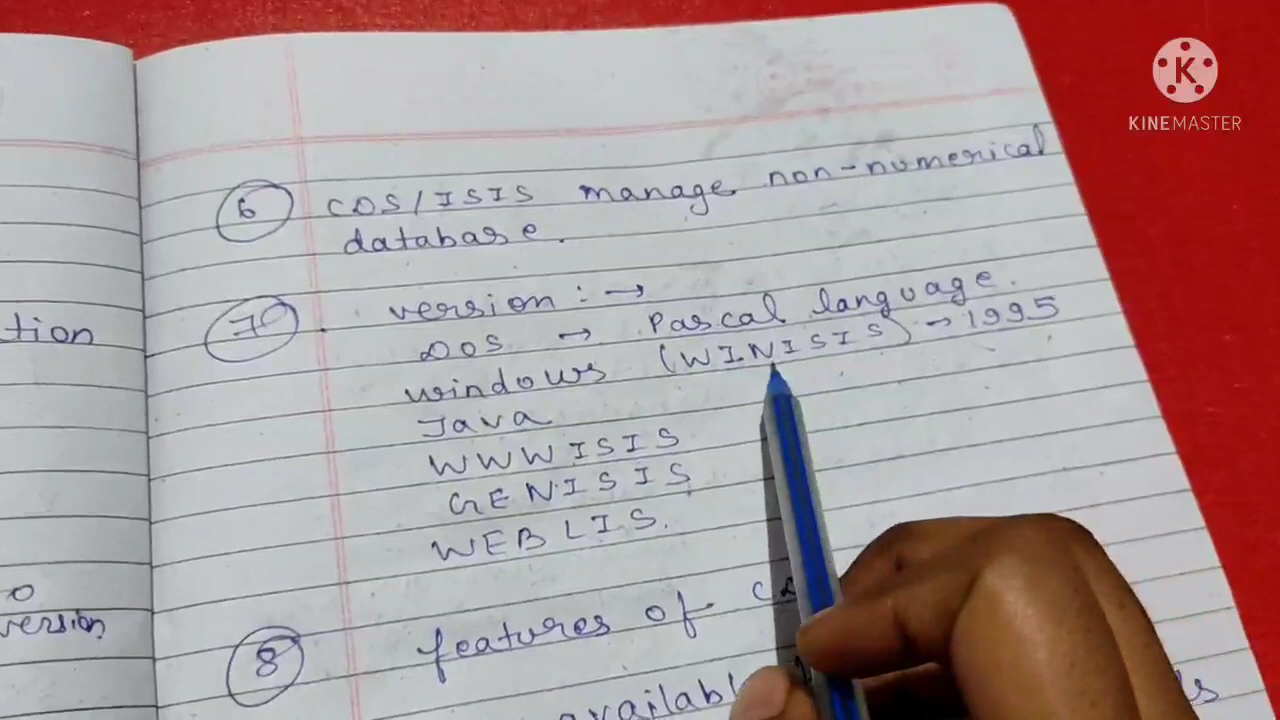 K
KINEMASTER
6 CDS/ISIS manage non-numerical
database.
7 version: →
DOS → Pascal language.
windows (WINISIS) → 1995
Java
WWWISIS
GENISIS
WEBLIS.
8 features of
tion
version